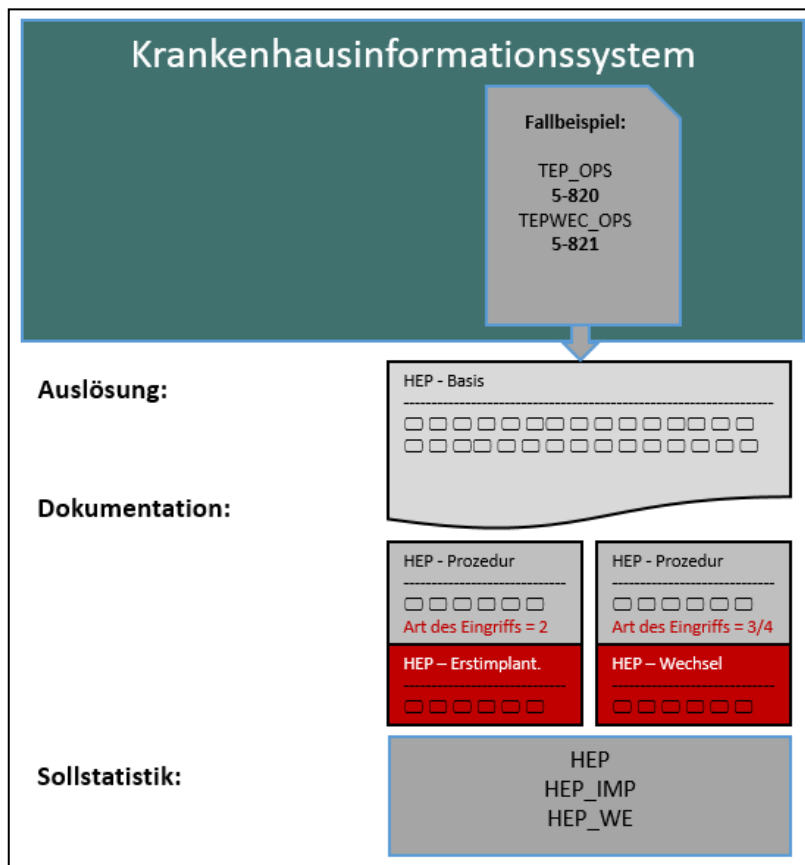 Krankenhausinformationssystem
Fallbeispiel:
TEP_OPS
5-820
TEPWEC_OPS
5-821
Auslösung:
HEP - Basis
Dokumentation:
HEP - Prozedur
Art des Eingriffs = 2
HEP – Erstimplant.
HEP - Prozedur
Art des Eingriffs = 3/4
HEP – Wechsel
Sollstatistik:
HEP
HEP_IMP
HEP_WE